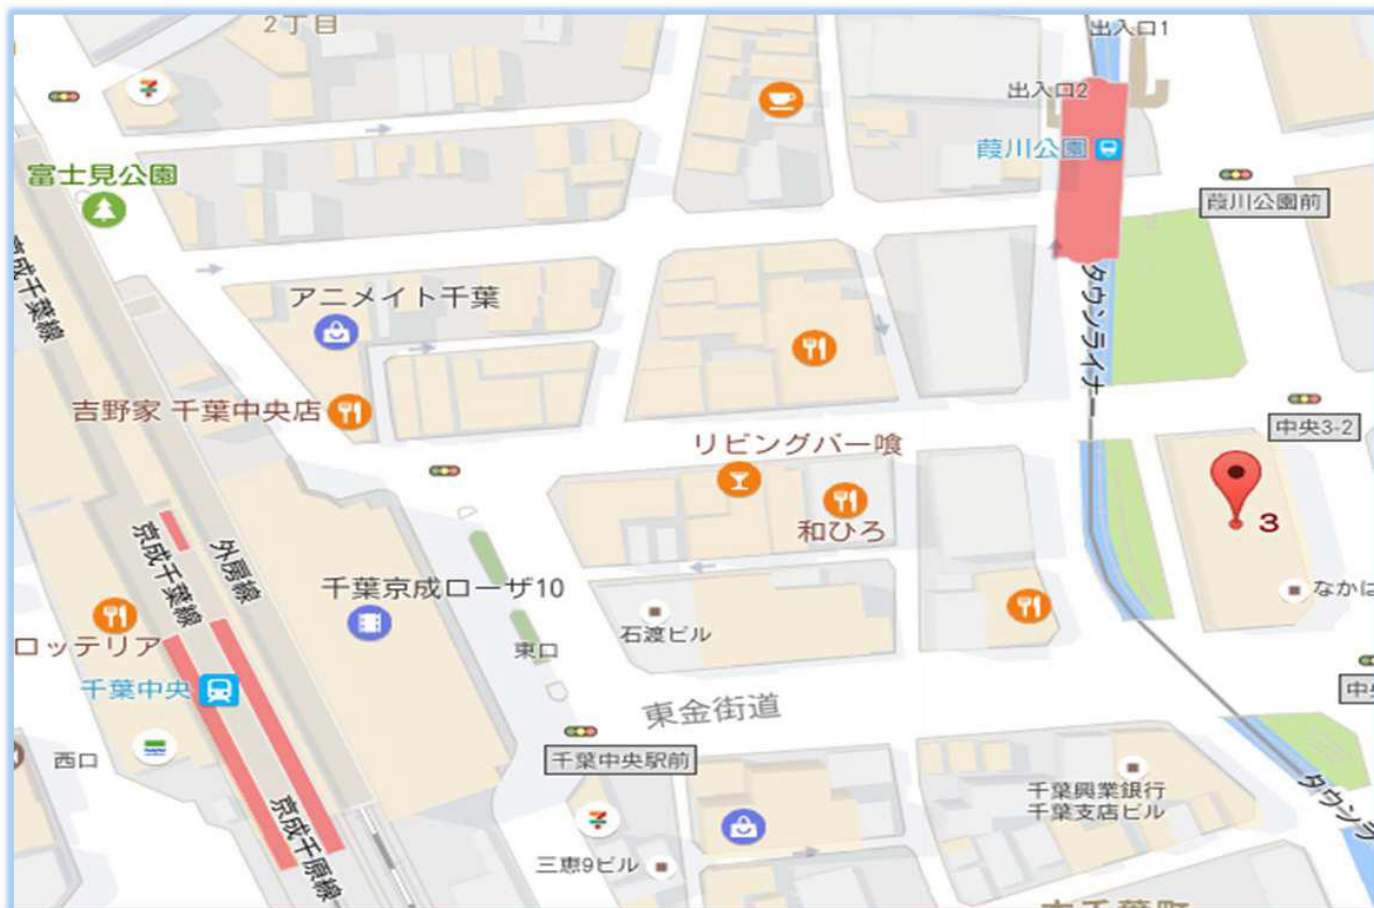 2丁目
出入口1
出入口2
葭川公園
富士見公園
葭川公園前
京成千葉線
アニメイト千葉
タウンライナー
吉野家 千葉中央店
中央3-2
リビングバー喰
和ひろ
3
京成千葉線
外房線
千葉京成ローザ10
なかは
ロッテリア
石渡ビル
東口
千葉中央
東金街道
西口
千葉中央駅前
千葉興業銀行
千葉支店ビル
タウンラ
京成千原線
三恵9ビル